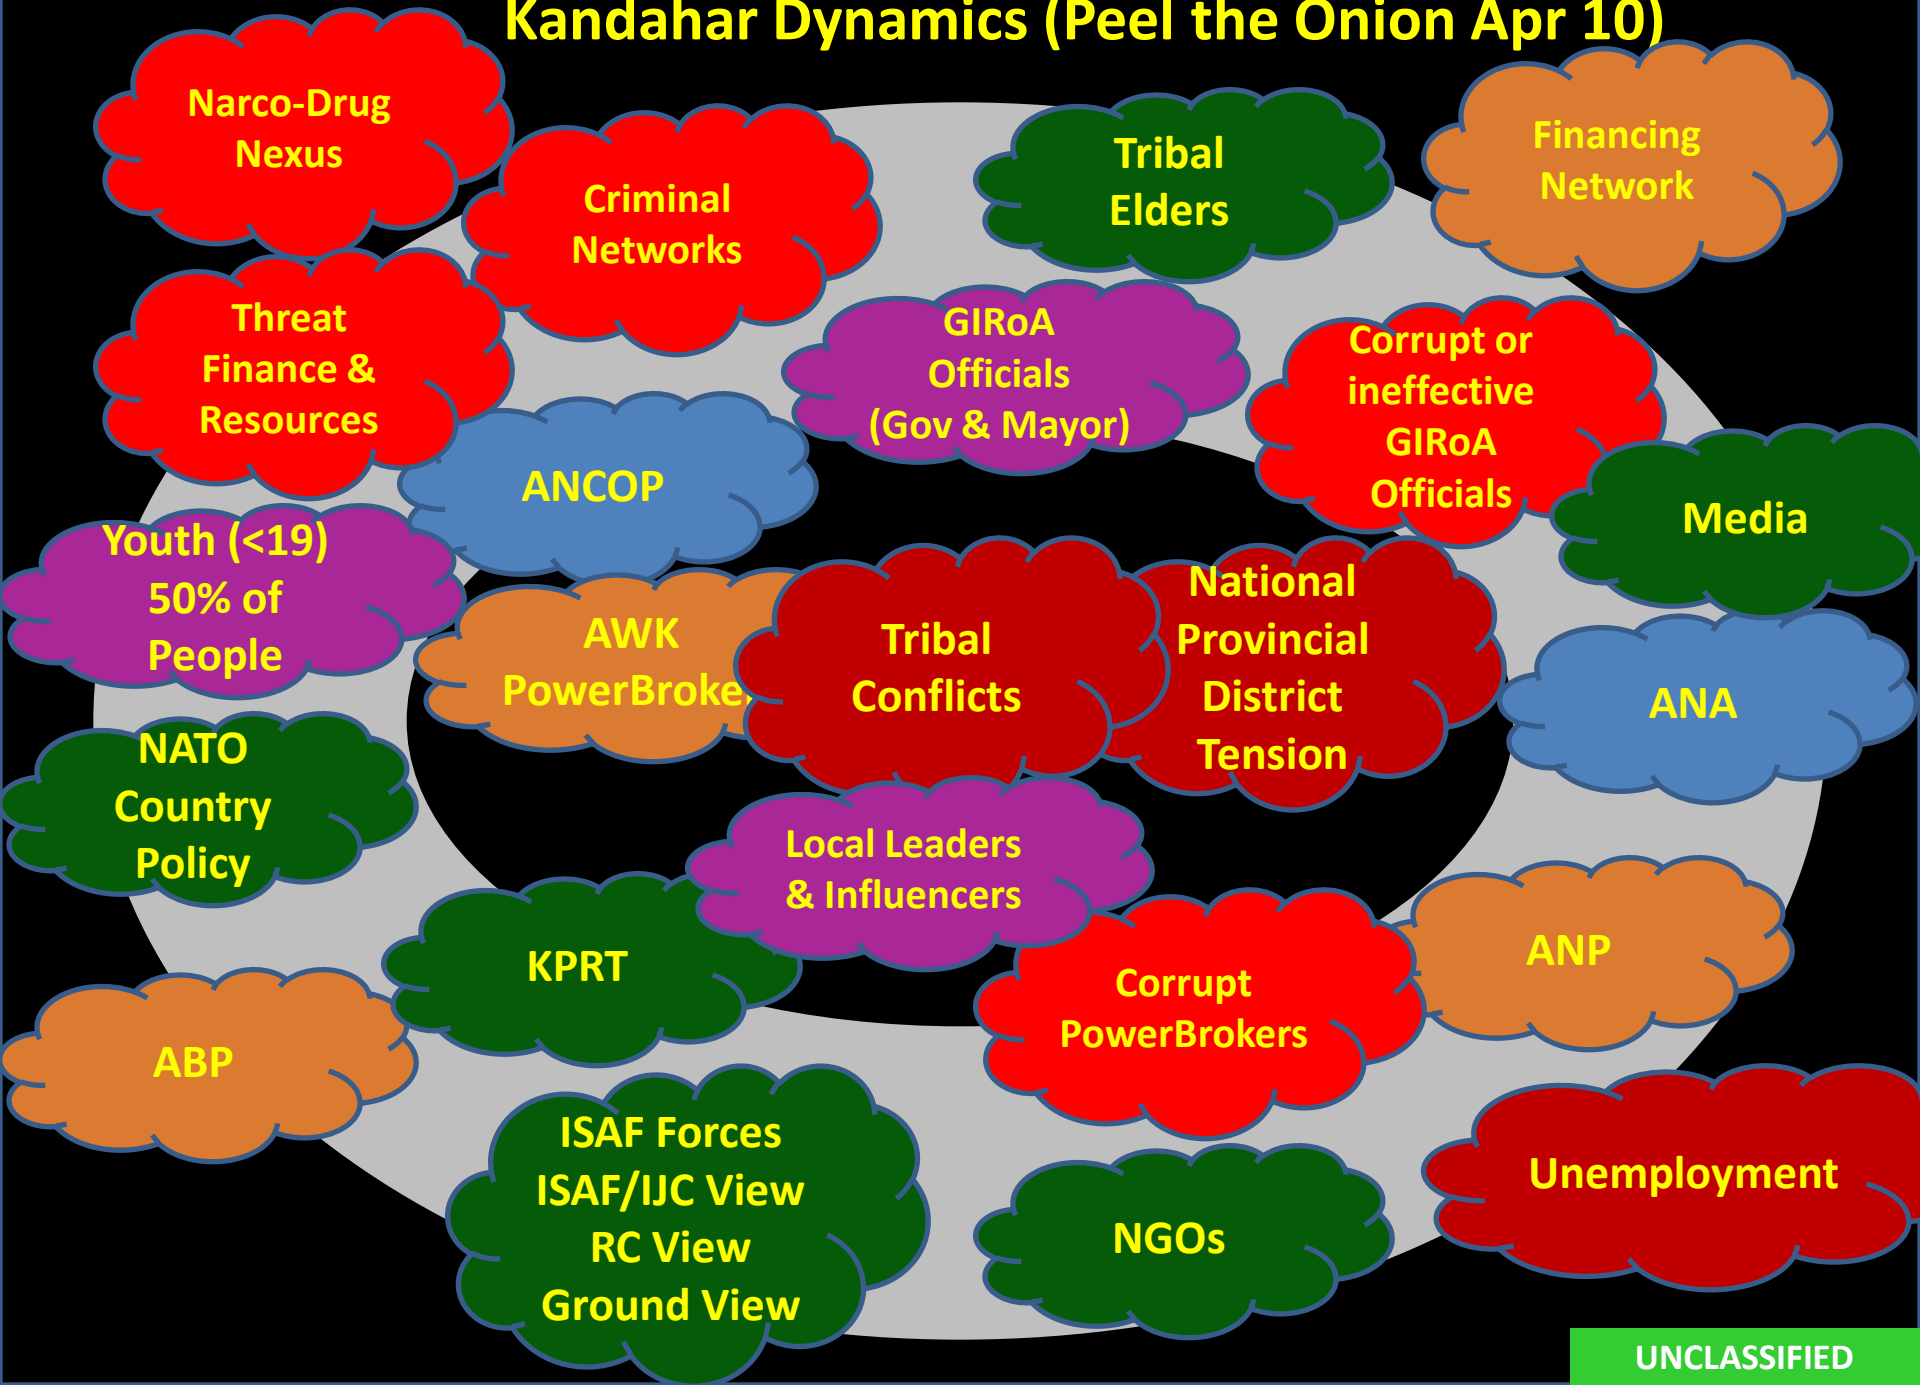 Kandahar Dynamics (Peel the Onion Apr 10)
Narco-Drug
Nexus
Criminal
Networks
Tribal
Elders
Financing
Network
Threat
Finance &
Resources
GIRoA
Officials
(Gov & Mayor)
Corrupt or
ineffective
GIRoA
Officials
ANCOP
Media
Youth (<19)
50% of
People
AWK
PowerBroke
Tribal
Conflicts
National
Provincial
District
Tension
ANA
NATO
Country
Policy
Local Leaders
& Influencers
KPRT
Corrupt
PowerBrokers
ANP
ABP
ISAF Forces
ISAF/IJC View
RC View
Ground View
NGOs
Unemployment
UNCLASSIFIED